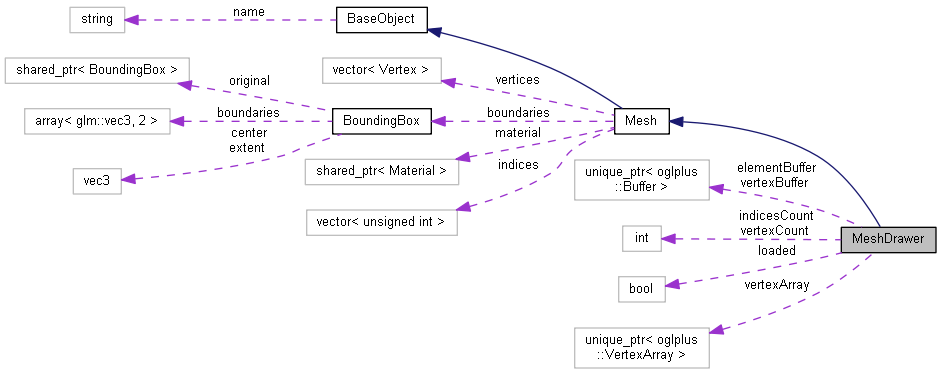 string
name
BaseObject
shared_ptr< BoundingBox >
original
vector< Vertex >
vertices
array< glm::vec3, 2 >
boundaries
BoundingBox
boundaries
Mesh
center
extent
material
vec3
shared_ptr< Material >
indices
vector< unsigned int >
unique_ptr< oglplus
::Buffer >
elementBuffer
vertexBuffer
int
indicesCount
vertexCount
MeshDrawer
bool
loaded
vertexArray
unique_ptr< oglplus
::VertexArray >